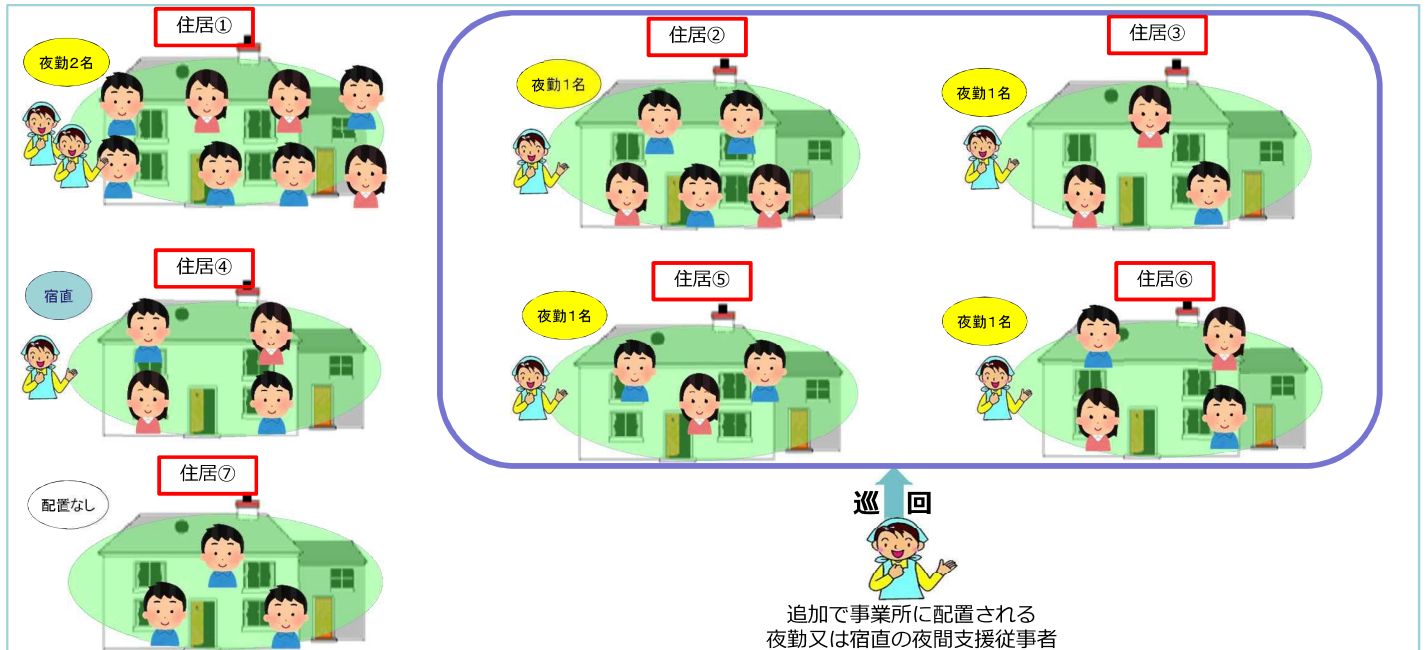 住居①
夜勤2名
住居②
夜勤1名
住居③
夜勤1名
住居④
宿直
住居⑤
夜勤1名
住居⑥
夜勤1名
住居⑦
配置なし
巡回
追加で事業所に配置される
夜勤又は宿直の夜間支援従事者